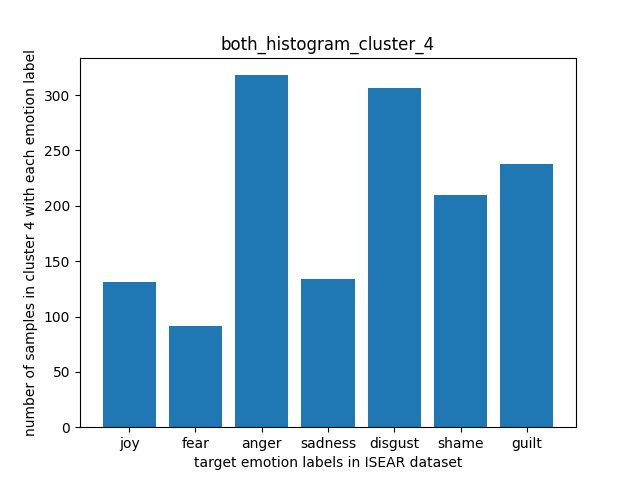 both_histogram_cluster_4
number of samples in cluster 4 with each emotion label
300
250
200
150
100
50
0
joy fear anger sadness disgust shame guilt
target emotion labels in ISEAR dataset